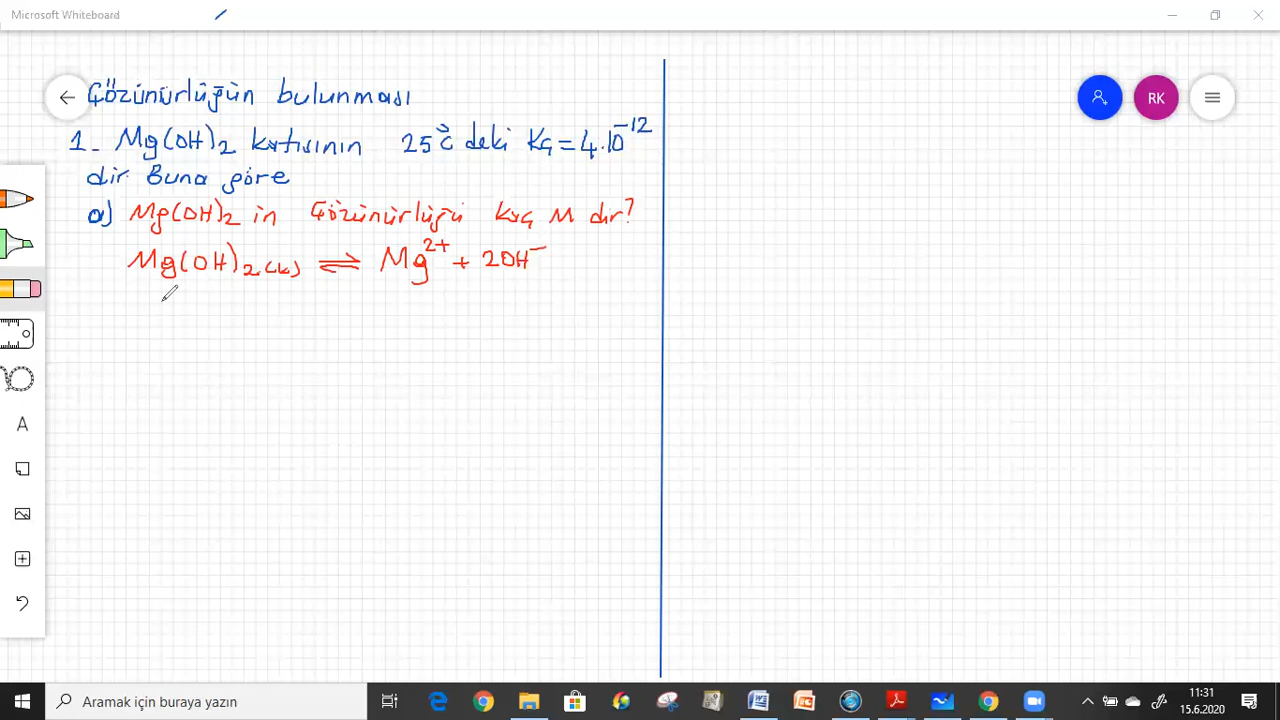 Microsoft Whiteboard
Çözünürlüğün bulunması
RK
1- Mg(OH)2 katısının 25°C deki Kç = 4.10^-12
dir. Buna göre
a) Mg(OH)2 in Çözünürlüğü kaç M dır?
Mg(OH)2(k) ⇌ Mg^2+ + 2OH^-
A
Aramak için buraya yazın
11:31
15.6.2020